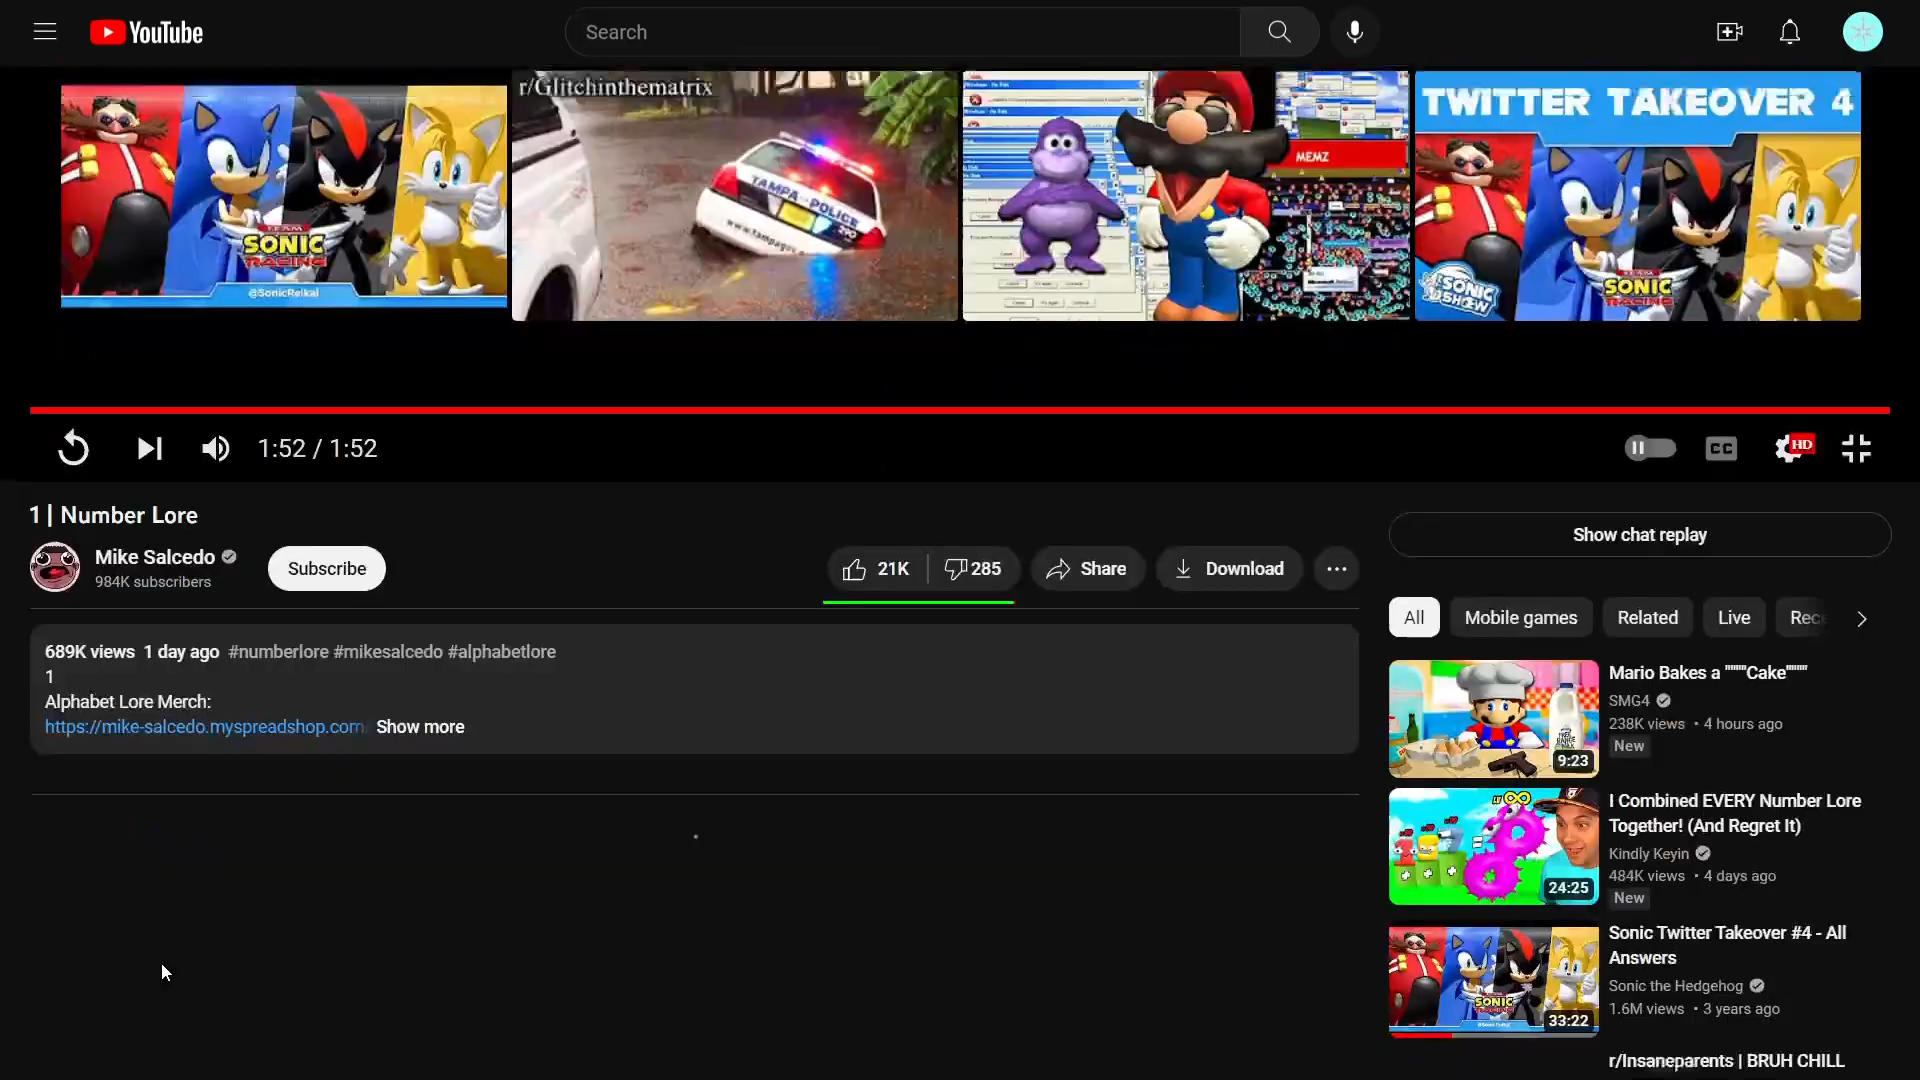 YouTube
Search
TEAM
SONIC
RACING
@SonicReikai
r/Glitchinthematrix
TAMPA POLICE
MEMZ
TWITTER TAKEOVER 4
SONIC
SHOW
TEAM
SONIC
RACING
1:52 / 1:52
CC
HD
1 | Number Lore
Mike Salcedo
984K subscribers
Subscribe
21K
285
Share
Download
689K views 1 day ago #numberlore #mikesalcedo #alphabetlore
1
Alphabet Lore Merch:
https://mike-salcedo.myspreadshop.com
Show more
Show chat replay
All
Mobile games
Related
Live
Rece
9:23
Mario Bakes a """"Cake""""
SMG4
238K views • 4 hours ago
New
24:25
I Combined EVERY Number Lore
Together! (And Regret It)
Kindly Keyin
484K views • 4 days ago
New
SONIC
33:22
Sonic Twitter Takeover #4 - All
Answers
Sonic the Hedgehog
1.6M views • 3 years ago
r/Insaneparents | BRUH CHILL